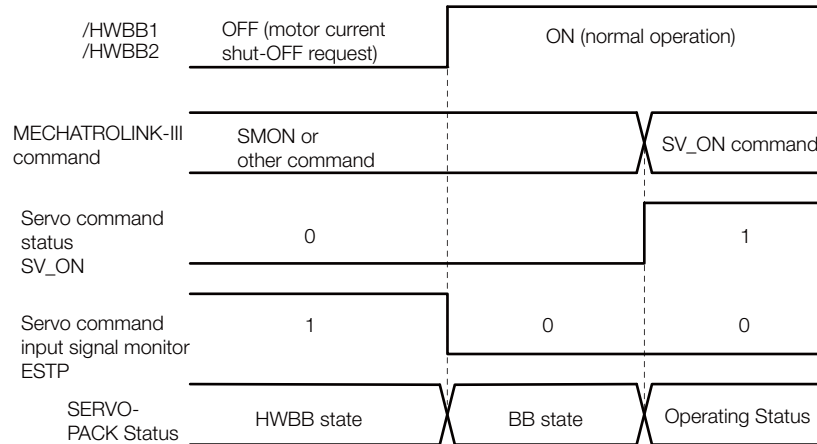 /HWBB1
/HWBB2
OFF (motor current
shut-OFF request)
ON (normal operation)
MECHATROLINK-III
command
SMON or
other command
SV_ON command
Servo command
status
SV_ON
0
1
Servo command
input signal monitor
ESTP
1
0
0
SERVO-
PACK Status
HWBB state
BB state
Operating Status